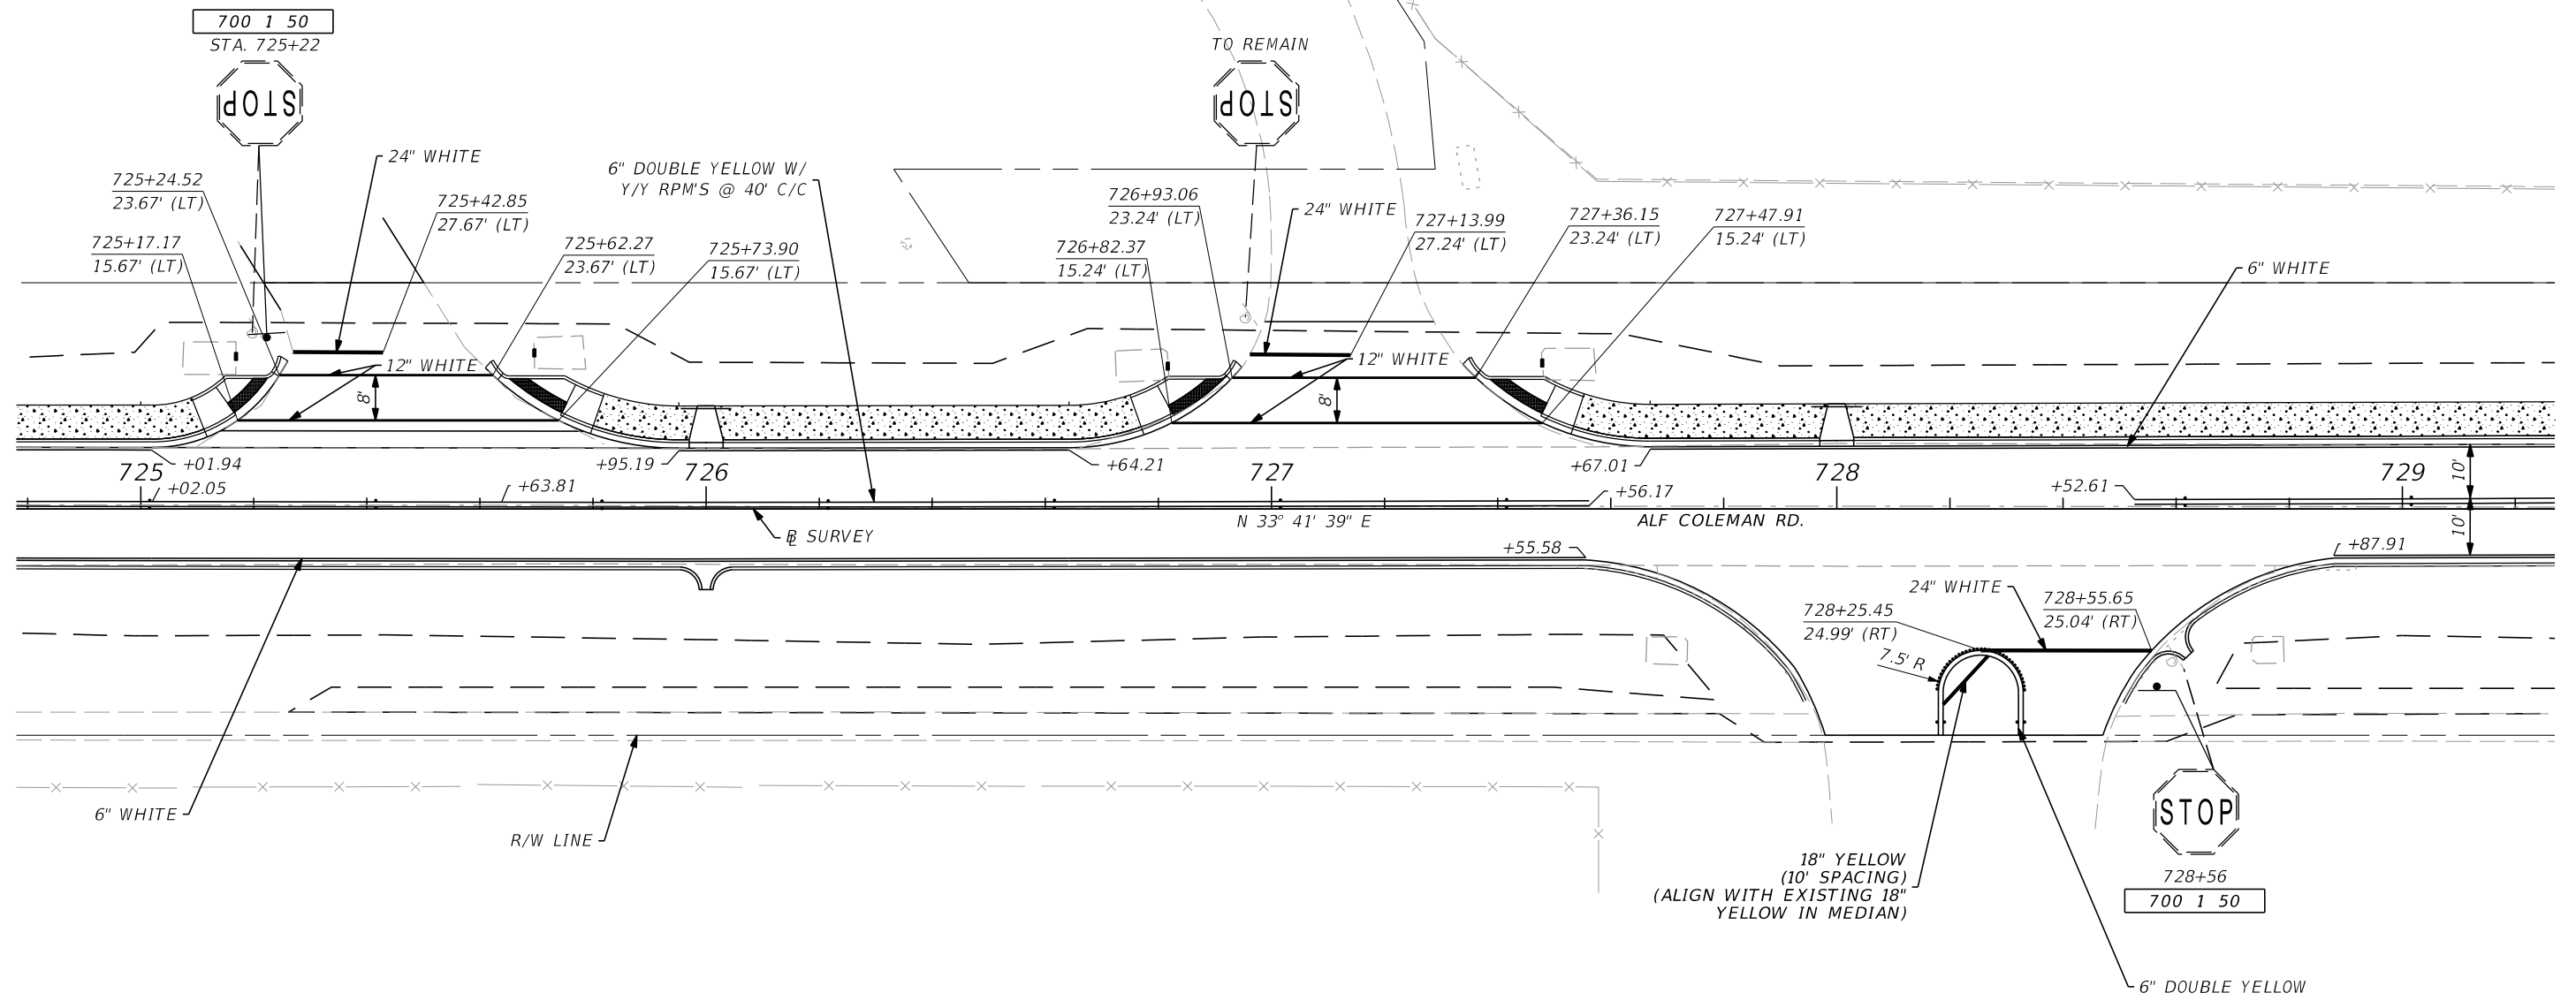 700 1 50
STA. 725+22
STOP
TO REMAIN
STOP
24" WHITE
6" DOUBLE YELLOW W/
Y/Y RPM'S @ 40' C/C
725+24.52
23.67' (LT)
725+42.85
27.67' (LT)
725+17.17
15.67' (LT)
725+62.27
23.67' (LT)
725+73.90
15.67' (LT)
726+93.06
23.24' (LT)
24" WHITE
726+82.37
15.24' (LT)
727+13.99
27.24' (LT)
727+36.15
23.24' (LT)
727+47.91
15.24' (LT)
6" WHITE
12" WHITE
8'
12" WHITE
8'
+01.94
+95.19
+64.21
+67.01
725
726
727
728
729
10'
+02.05
+63.81
+56.17
+52.61
BL SURVEY
N 33° 41' 39" E
ALF COLEMAN RD.
10'
+55.58
+87.91
24" WHITE
728+25.45
24.99' (RT)
728+55.65
25.04' (RT)
7.5' R
6" WHITE
R/W LINE
STOP
18" YELLOW
(10' SPACING)
(ALIGN WITH EXISTING 18"
YELLOW IN MEDIAN)
728+56
700 1 50
6" DOUBLE YELLOW